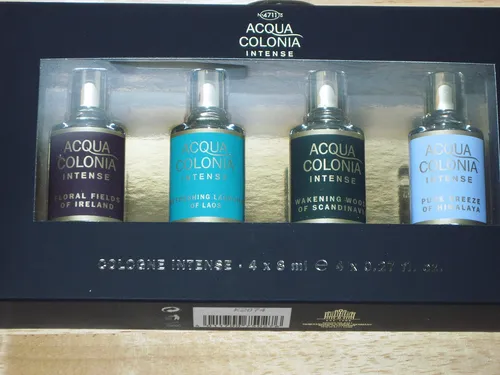 4711
ACQUA
COLONIA
INTENSE
ACQUA
COLONIA
INTENSE
FLORAL FIELDS
OF IRELAND
ACQUA
COLONIA
INTENSE
OF LAOS
ACQUA
COLONIA
INTENSE
WAKENING WOODS
OF SCANDINAVIA
ACQUA
COLONIA
INTENSE
PURE BREEZE
OF HIMALAYA
COLOGNE INTENSE · 4 x 8 ml ℮ 4 x 0.27 fl. oz.